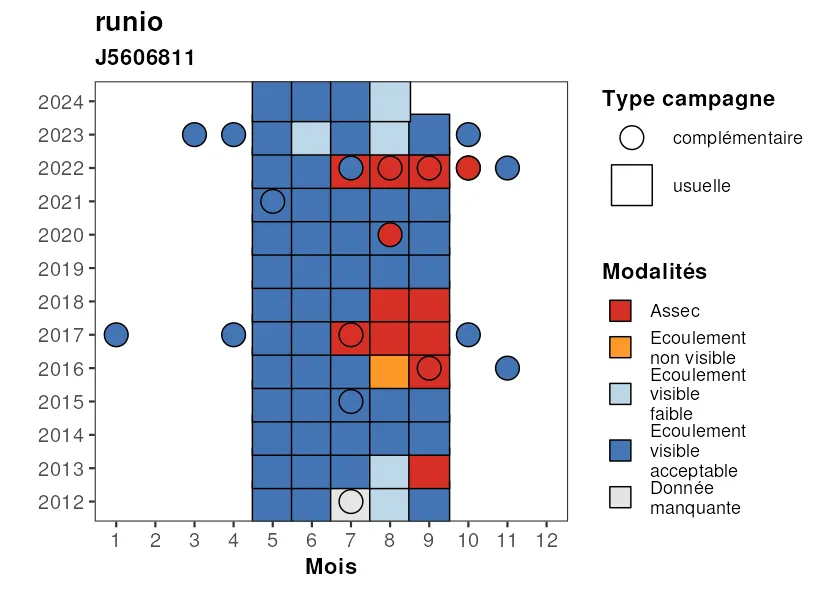 runio
J5606811
2024
2023
2022
2021
2020
2019
2018
2017
2016
2015
2014
2013
2012
1 2 3 4 5 6 7 8 9 10 11 12
Mois
Type campagne
complémentaire
usuelle
Modalités
Assec
Ecoulement
non visible
Ecoulement
visible
faible
Ecoulement
visible
acceptable
Donnée
manquante